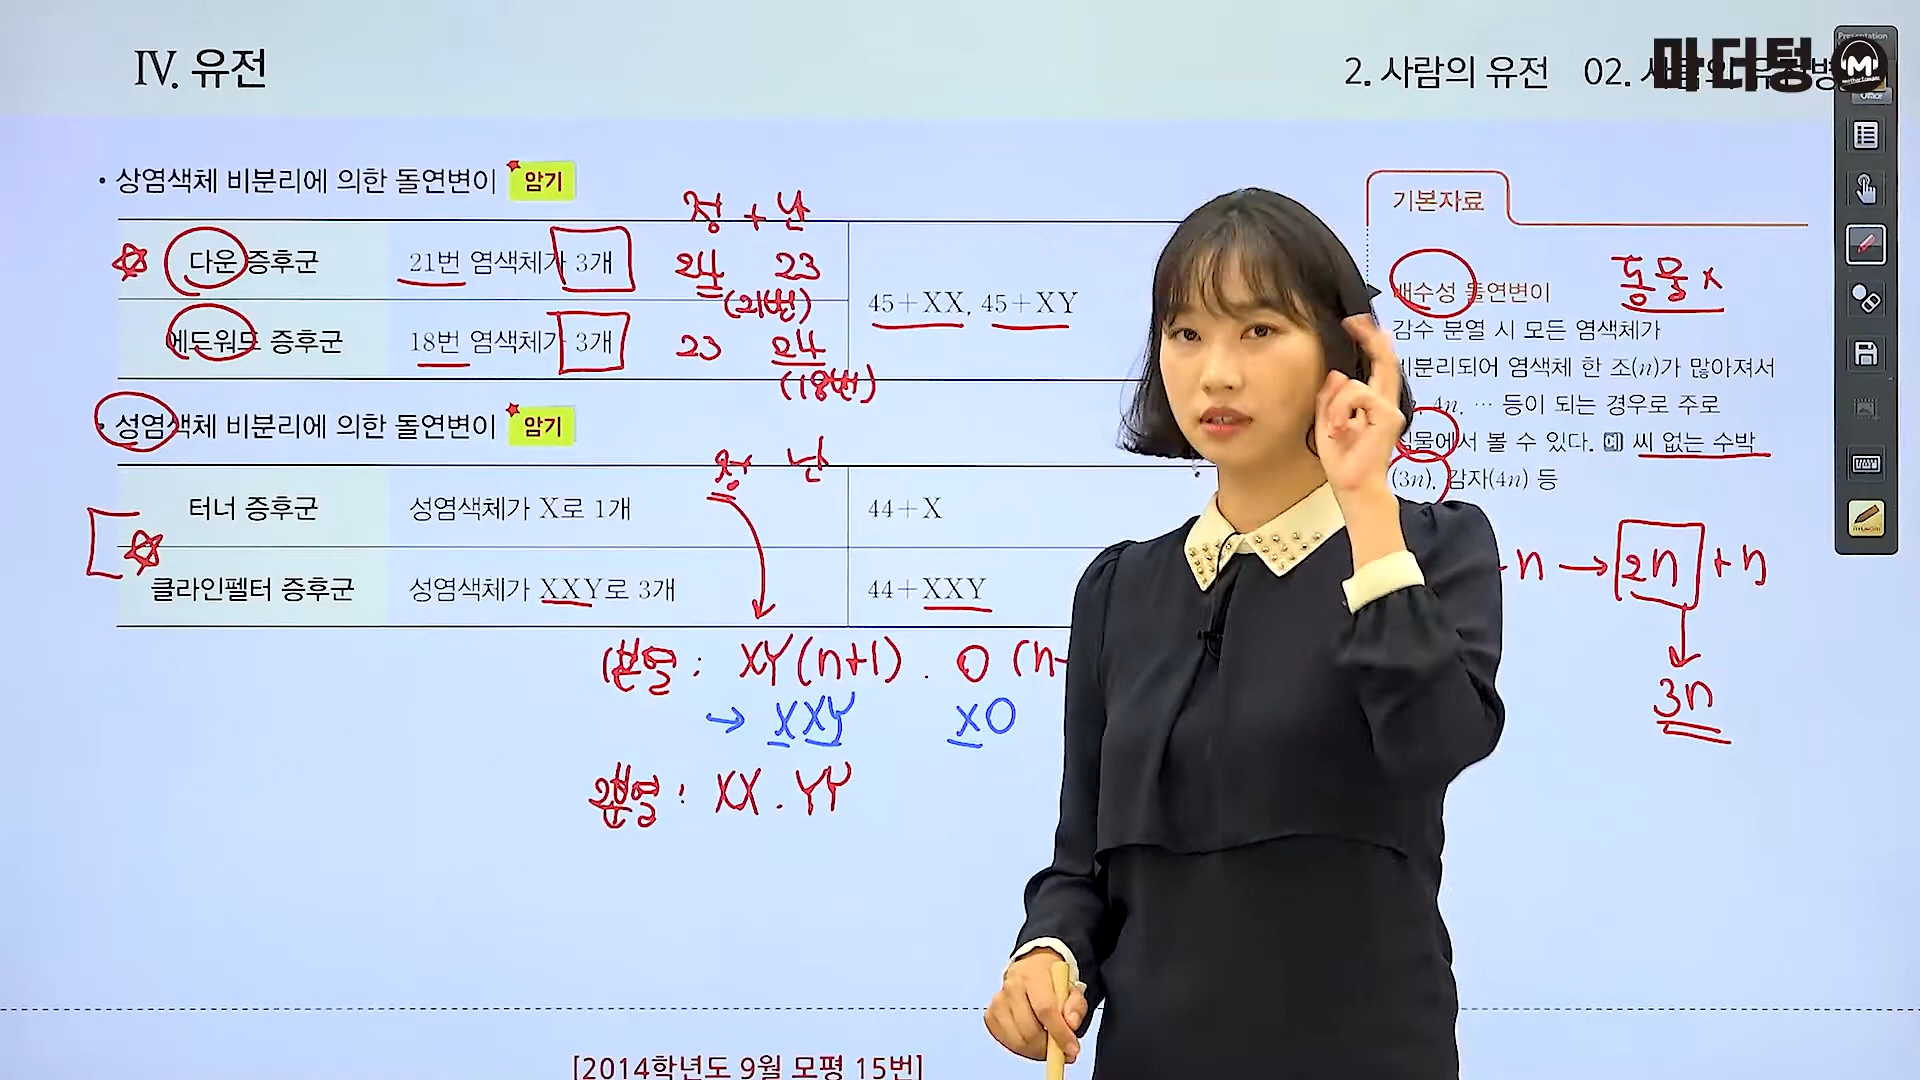 Ⅳ. 유전
2. 사람의 유전 02. 사람의 유전병
마더텅
M
Presentation
Office
• 상염색체 비분리에 의한 돌연변이 암기
정 + 난
다운 증후군 21번 염색체가 3개 24 23
(21번)
45+XX, 45+XY
에드워드 증후군 18번 염색체가 3개 23 24
(18번)
• 성염색체 비분리에 의한 돌연변이 암기
정 난
터너 증후군 성염색체가 X로 1개 44+X
클라인펠터 증후군 성염색체가 XXY로 3개 44+XXY
1분열 : XY(n+1) . O (n-
→ XXY XO
2분열 : XX . YY
기본자료
배수성 돌연변이 동물x
감수 분열 시 모든 염색체가
비분리되어 염색체 한 조(n)가 많아져서
4n, … 등이 되는 경우로 주로
식물에서 볼 수 있다. 예 씨 없는 수박
(3n), 감자(4n) 등
n → 2n + n
3n
[2014학년도 9월 모평 15번]